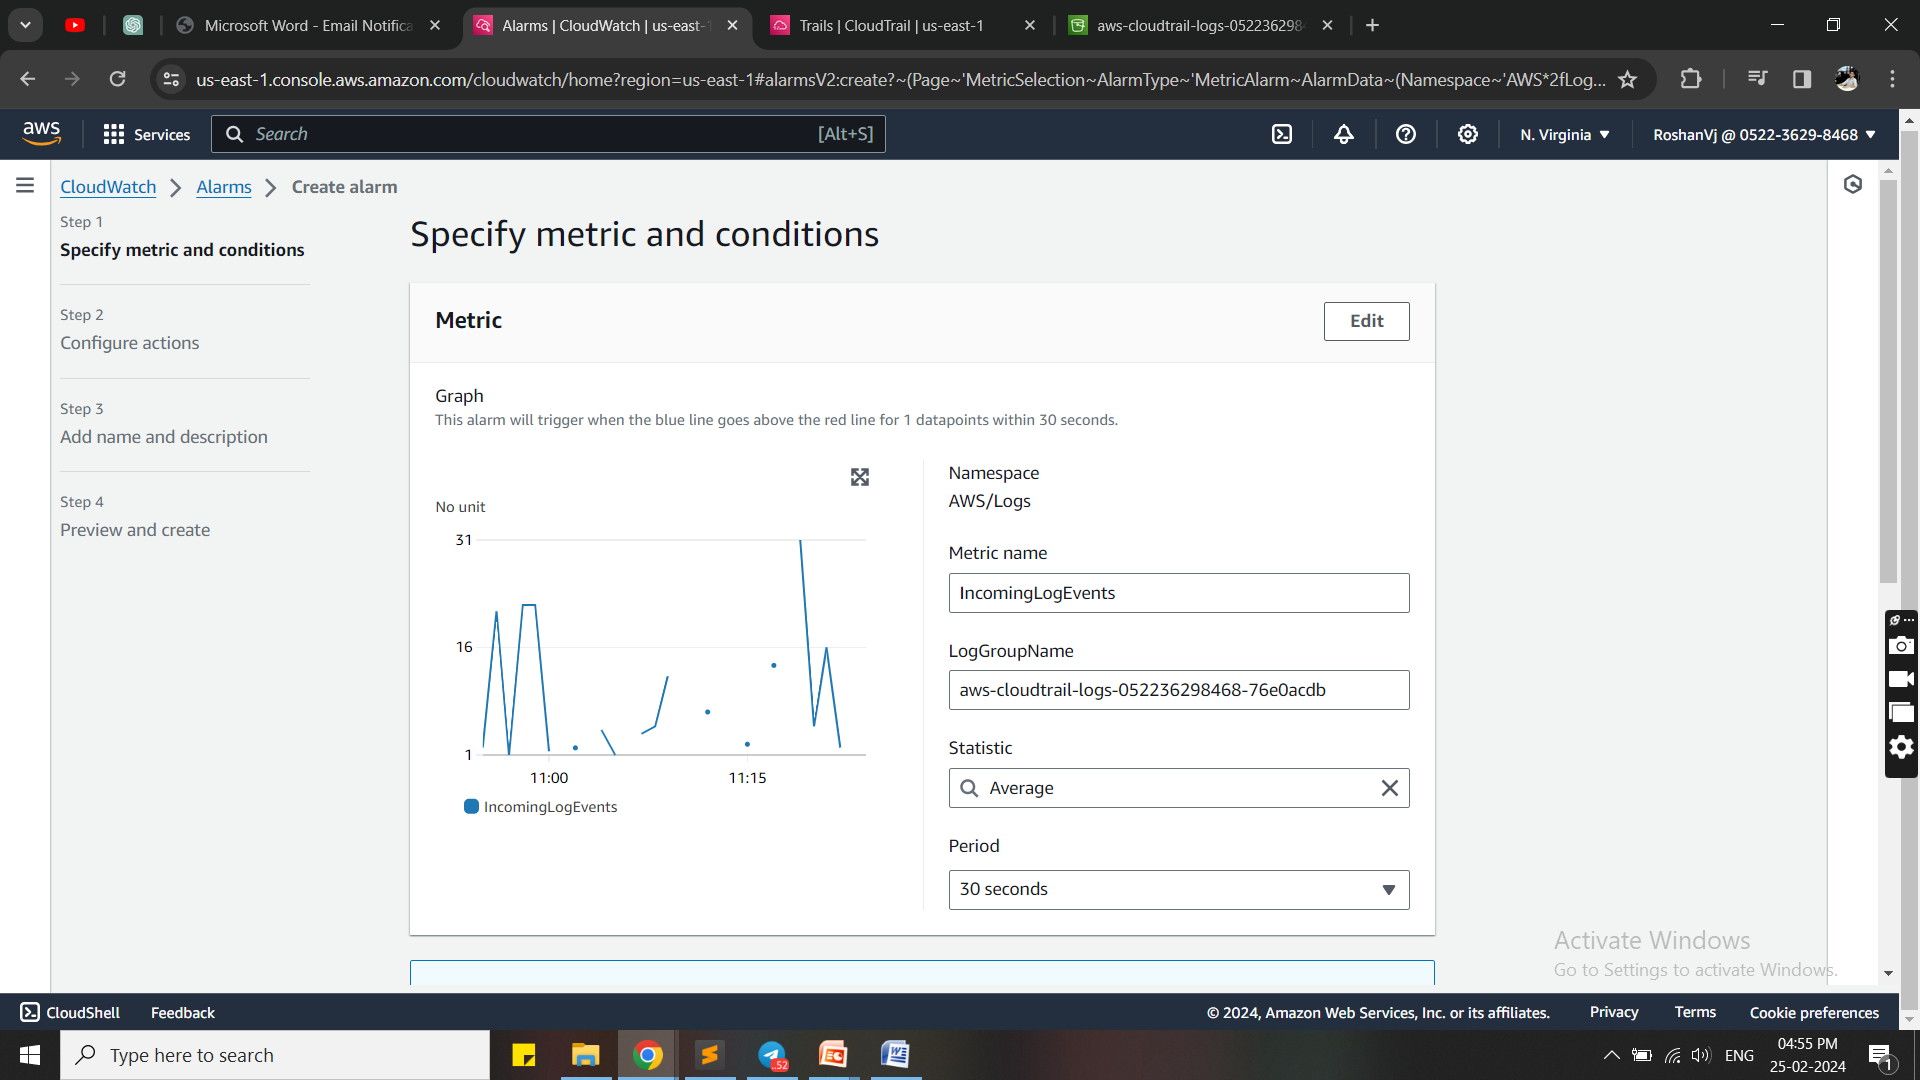 Microsoft Word - Email Notifica
Alarms | CloudWatch | us-east-1
Trails | CloudTrail | us-east-1
aws-cloudtrail-logs-052236298
us-east-1.console.aws.amazon.com/cloudwatch/home?region=us-east-1#alarmsV2:create?~(Page~'MetricSelection~AlarmType~'MetricAlarm~AlarmData~(Namespace~'AWS*2fLog...
aws
Services
Search
[Alt+S]
N. Virginia
RoshanVj @ 0522-3629-8468
CloudWatch
Alarms
Create alarm
Step 1
Specify metric and conditions
Step 2
Configure actions
Step 3
Add name and description
Step 4
Preview and create
Specify metric and conditions
Metric
Edit
Graph
This alarm will trigger when the blue line goes above the red line for 1 datapoints within 30 seconds.
No unit
31
16
1
11:00
11:15
IncomingLogEvents
Namespace
AWS/Logs
Metric name
IncomingLogEvents
LogGroupName
aws-cloudtrail-logs-052236298468-76e0acdb
Statistic
Average
Period
30 seconds
Activate Windows
Go to Settings to activate Windows.
CloudShell
Feedback
© 2024, Amazon Web Services, Inc. or its affiliates.
Privacy
Terms
Cookie preferences
Type here to search
52
ENG
04:55 PM
25-02-2024
1